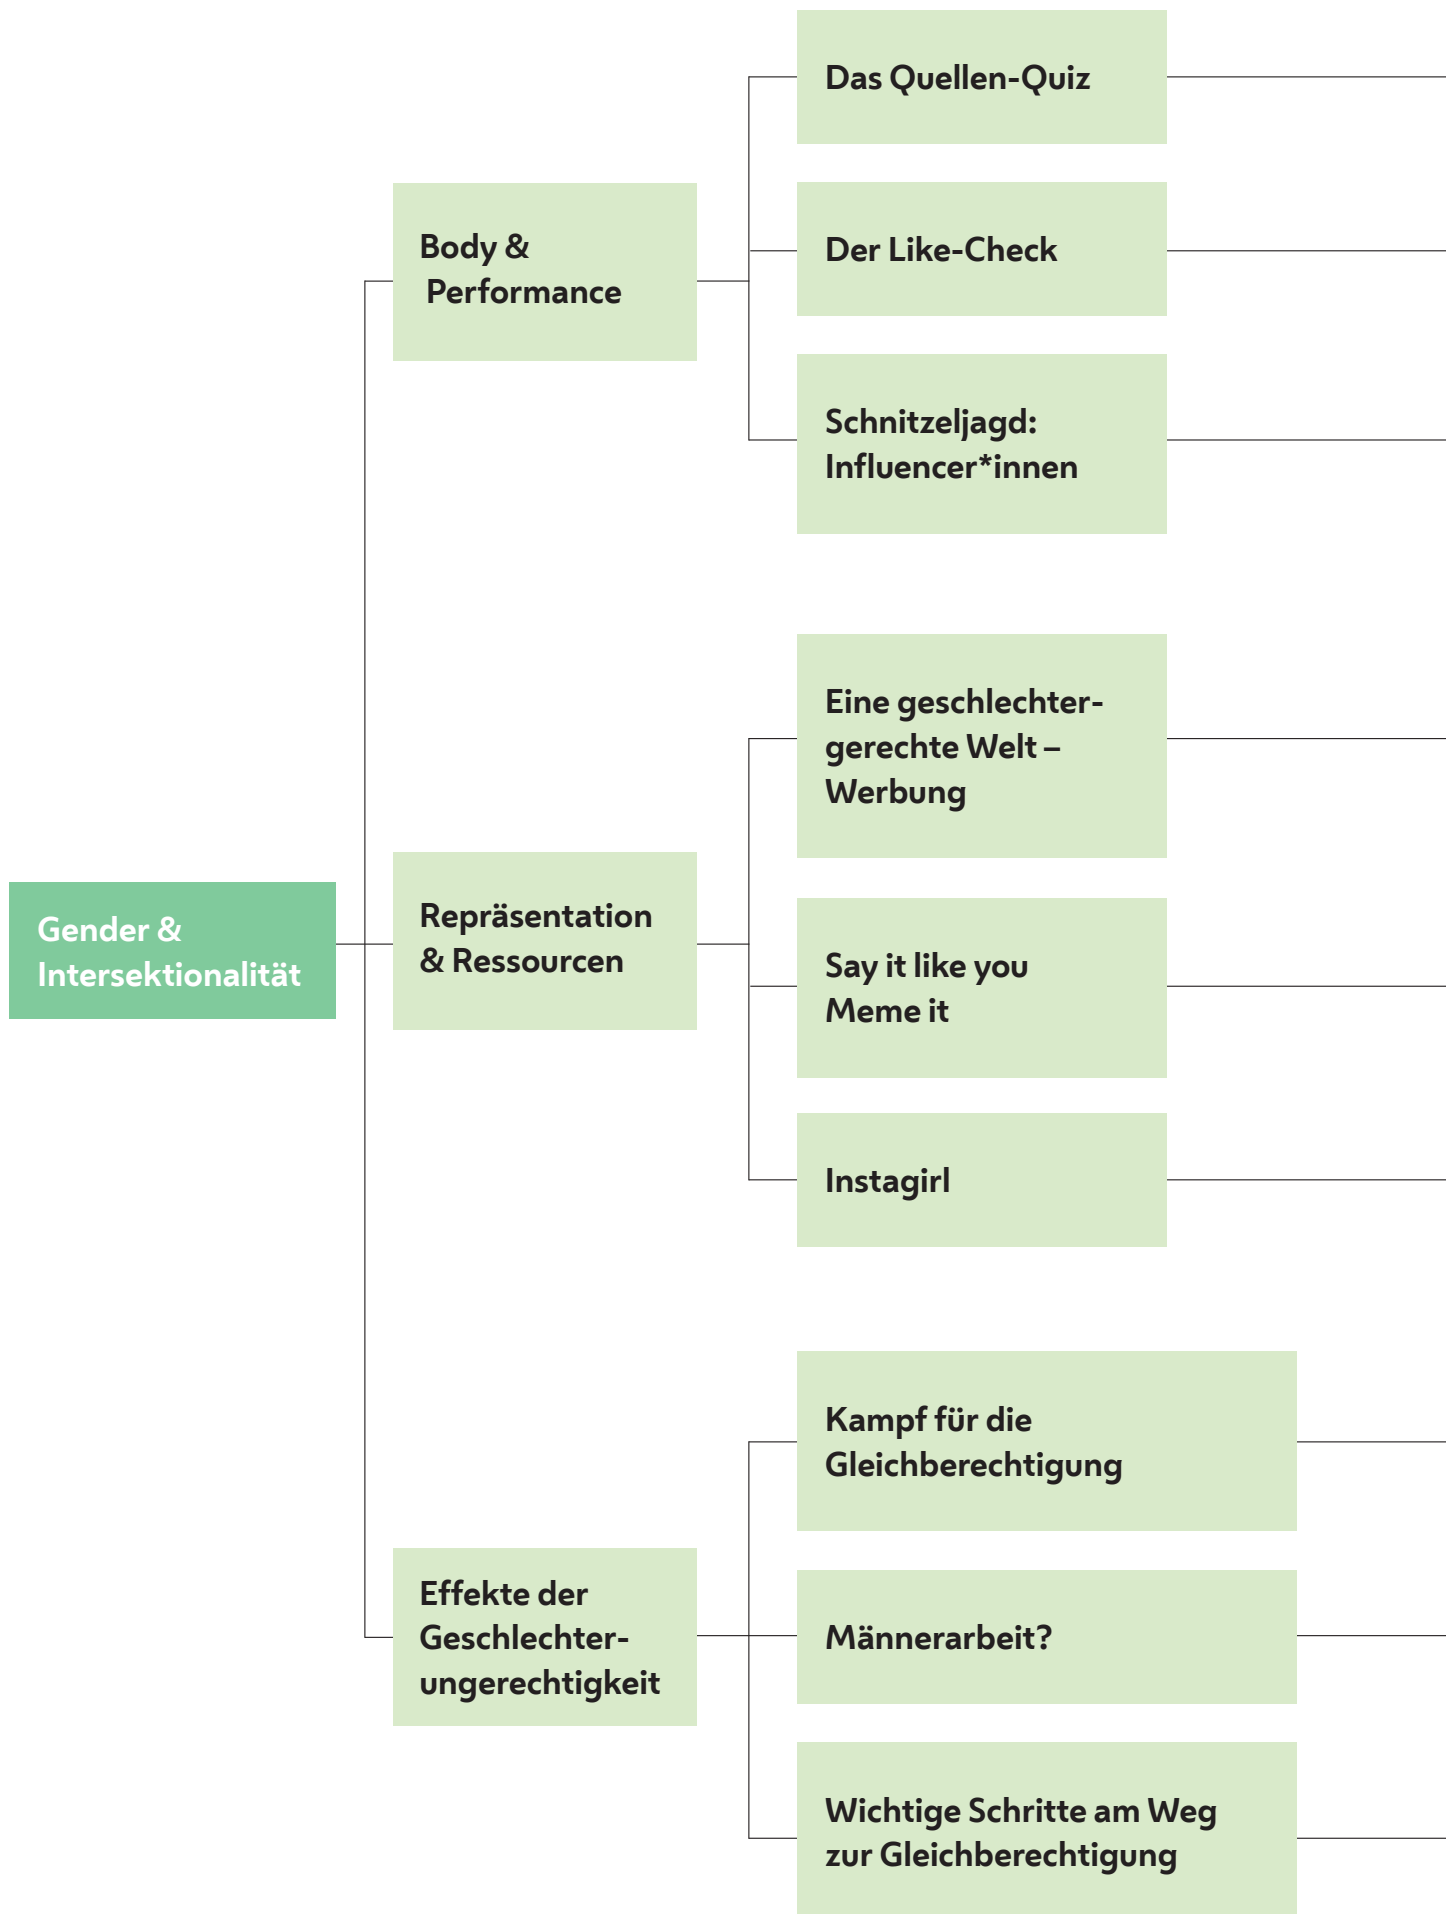 Gender &
Intersektionalität
Body &
Performance
Das Quellen-Quiz
Der Like-Check
Schnitzeljagd:
Influencer*innen
Repräsentation
& Ressourcen
Eine geschlechter-
gerechte Welt –
Werbung
Say it like you
Meme it
Instagirl
Effekte der
Geschlechter-
ungerechtigkeit
Kampf für die
Gleichberechtigung
Männerarbeit?
Wichtige Schritte am Weg
zur Gleichberechtigung